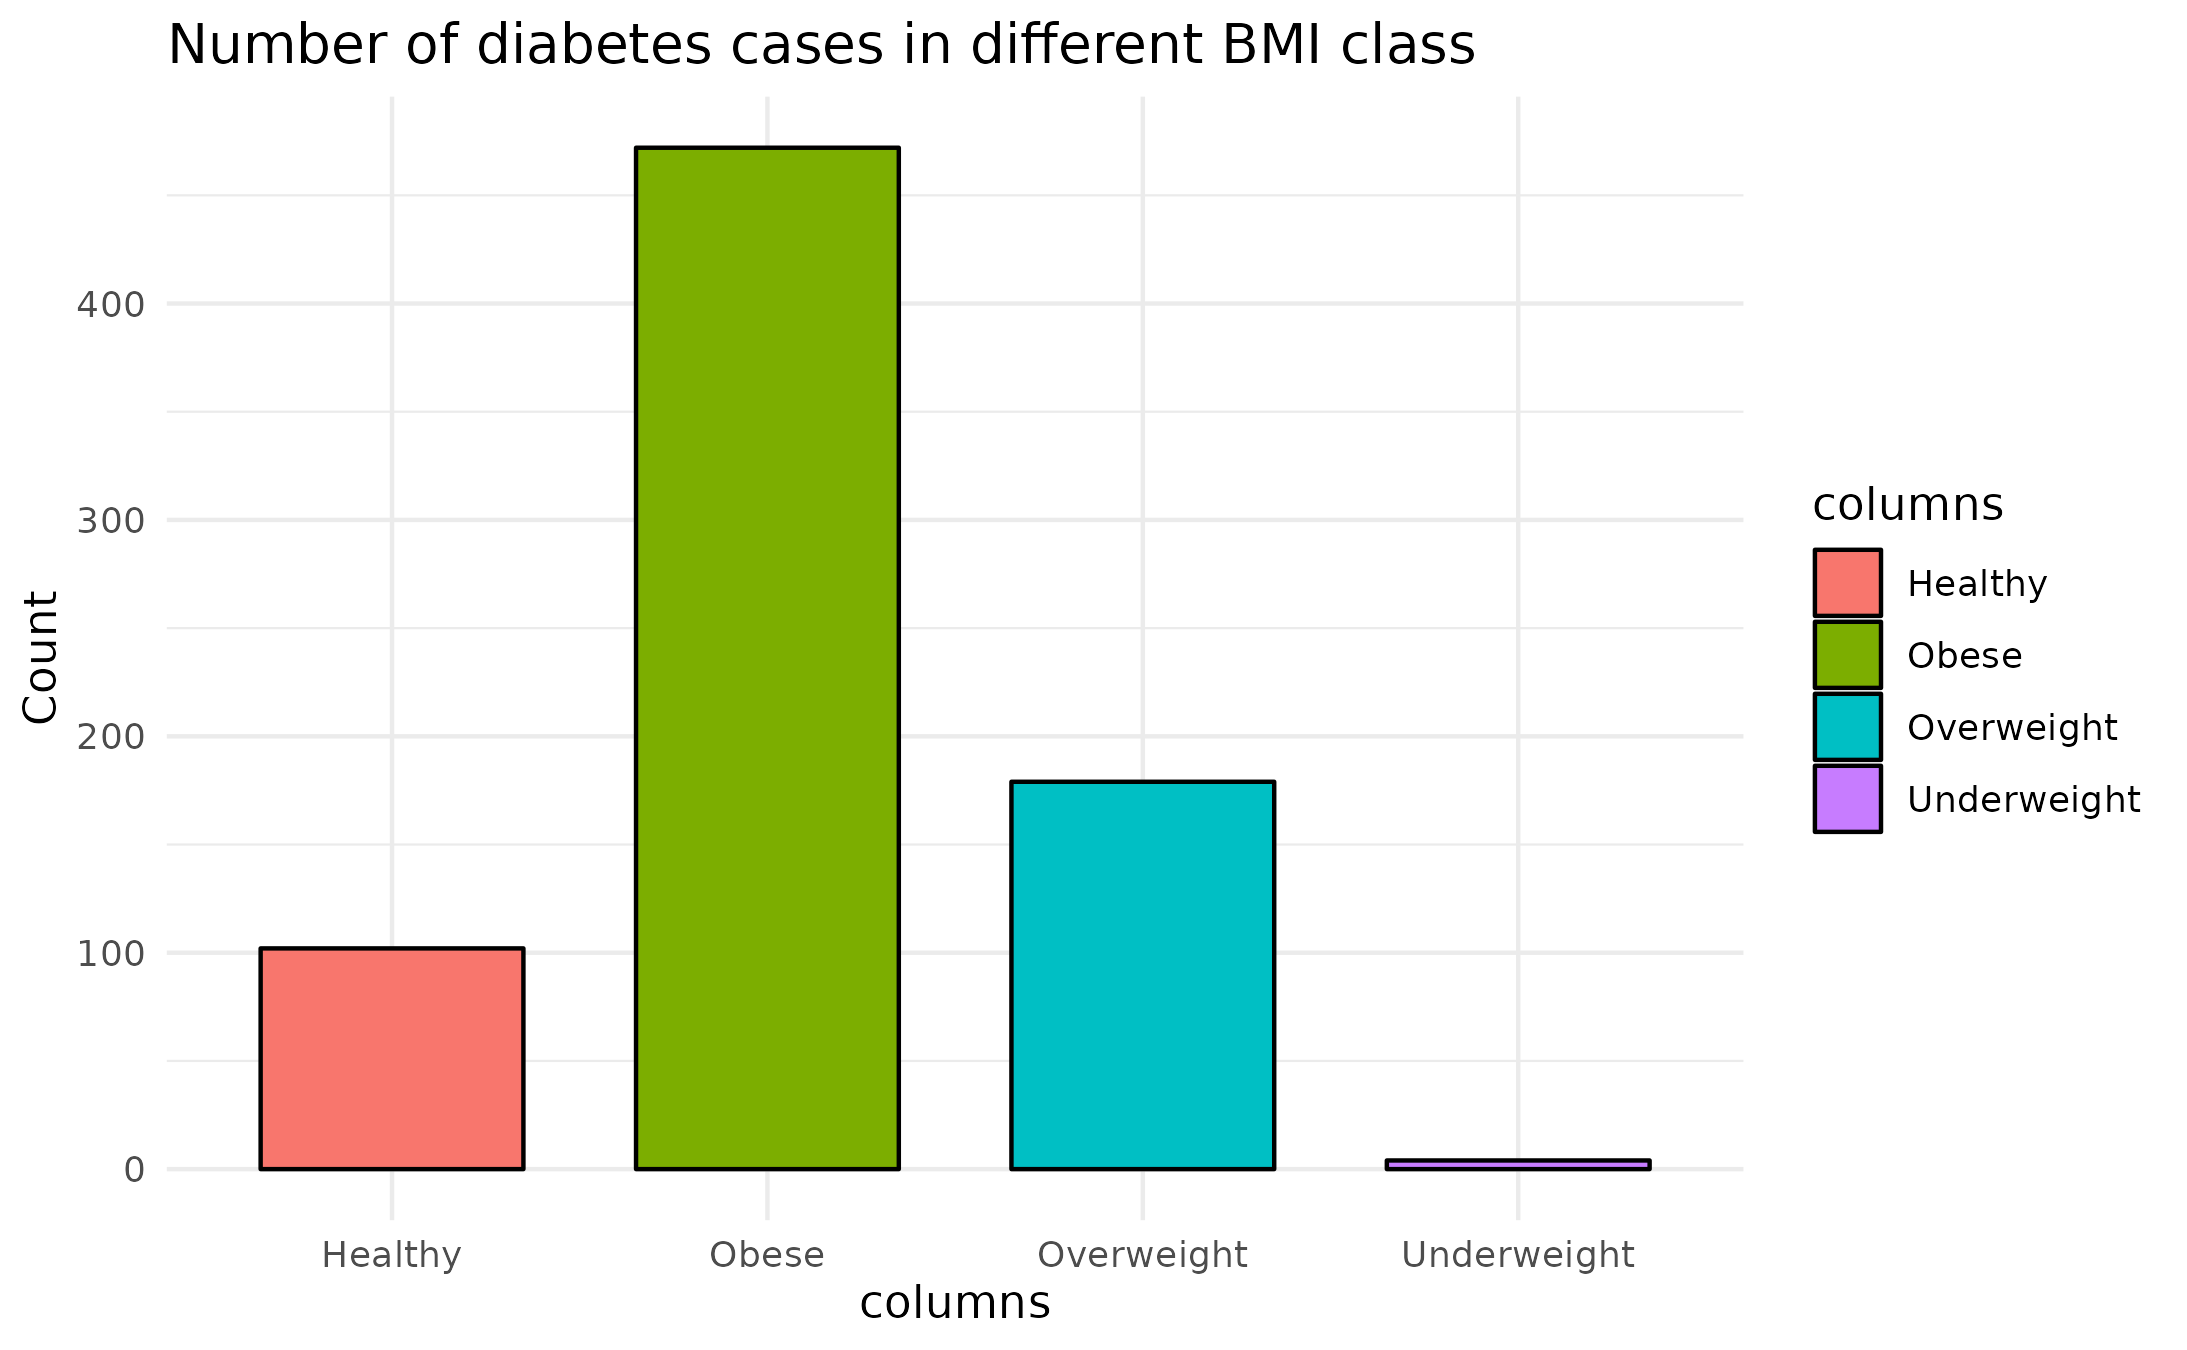 Number of diabetes cases in different BMI class
Count
400
300
200
100
0
Healthy
Obese
Overweight
Underweight
columns
columns
Healthy
Obese
Overweight
Underweight